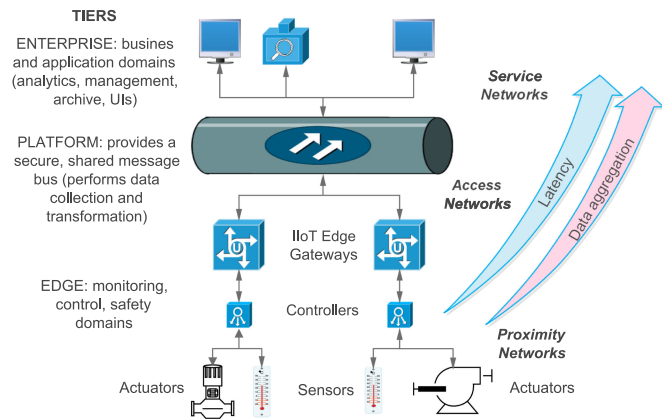 TIERS
ENTERPRISE: busines
and application domains
(analytics, management,
archive, UIs)
Service
Networks
PLATFORM: provides a
secure, shared message
bus (performs data
collection and
transformation)
Access
Networks
Latency
Data aggregation
IIoT Edge
Gateways
U
U
EDGE: monitoring,
control, safety
domains
Controllers
Proximity
Networks
Actuators
Sensors
Actuators